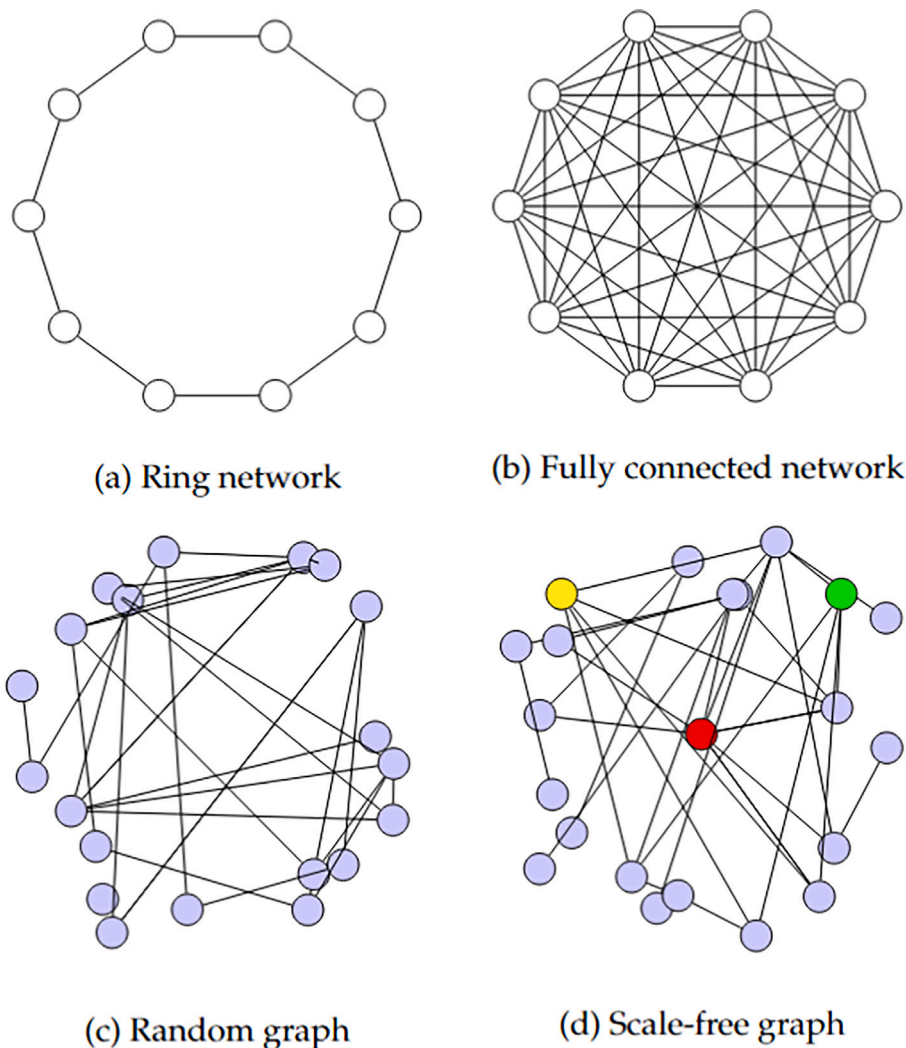 (a) Ring network
(b) Fully connected network
(c) Random graph
(d) Scale-free graph